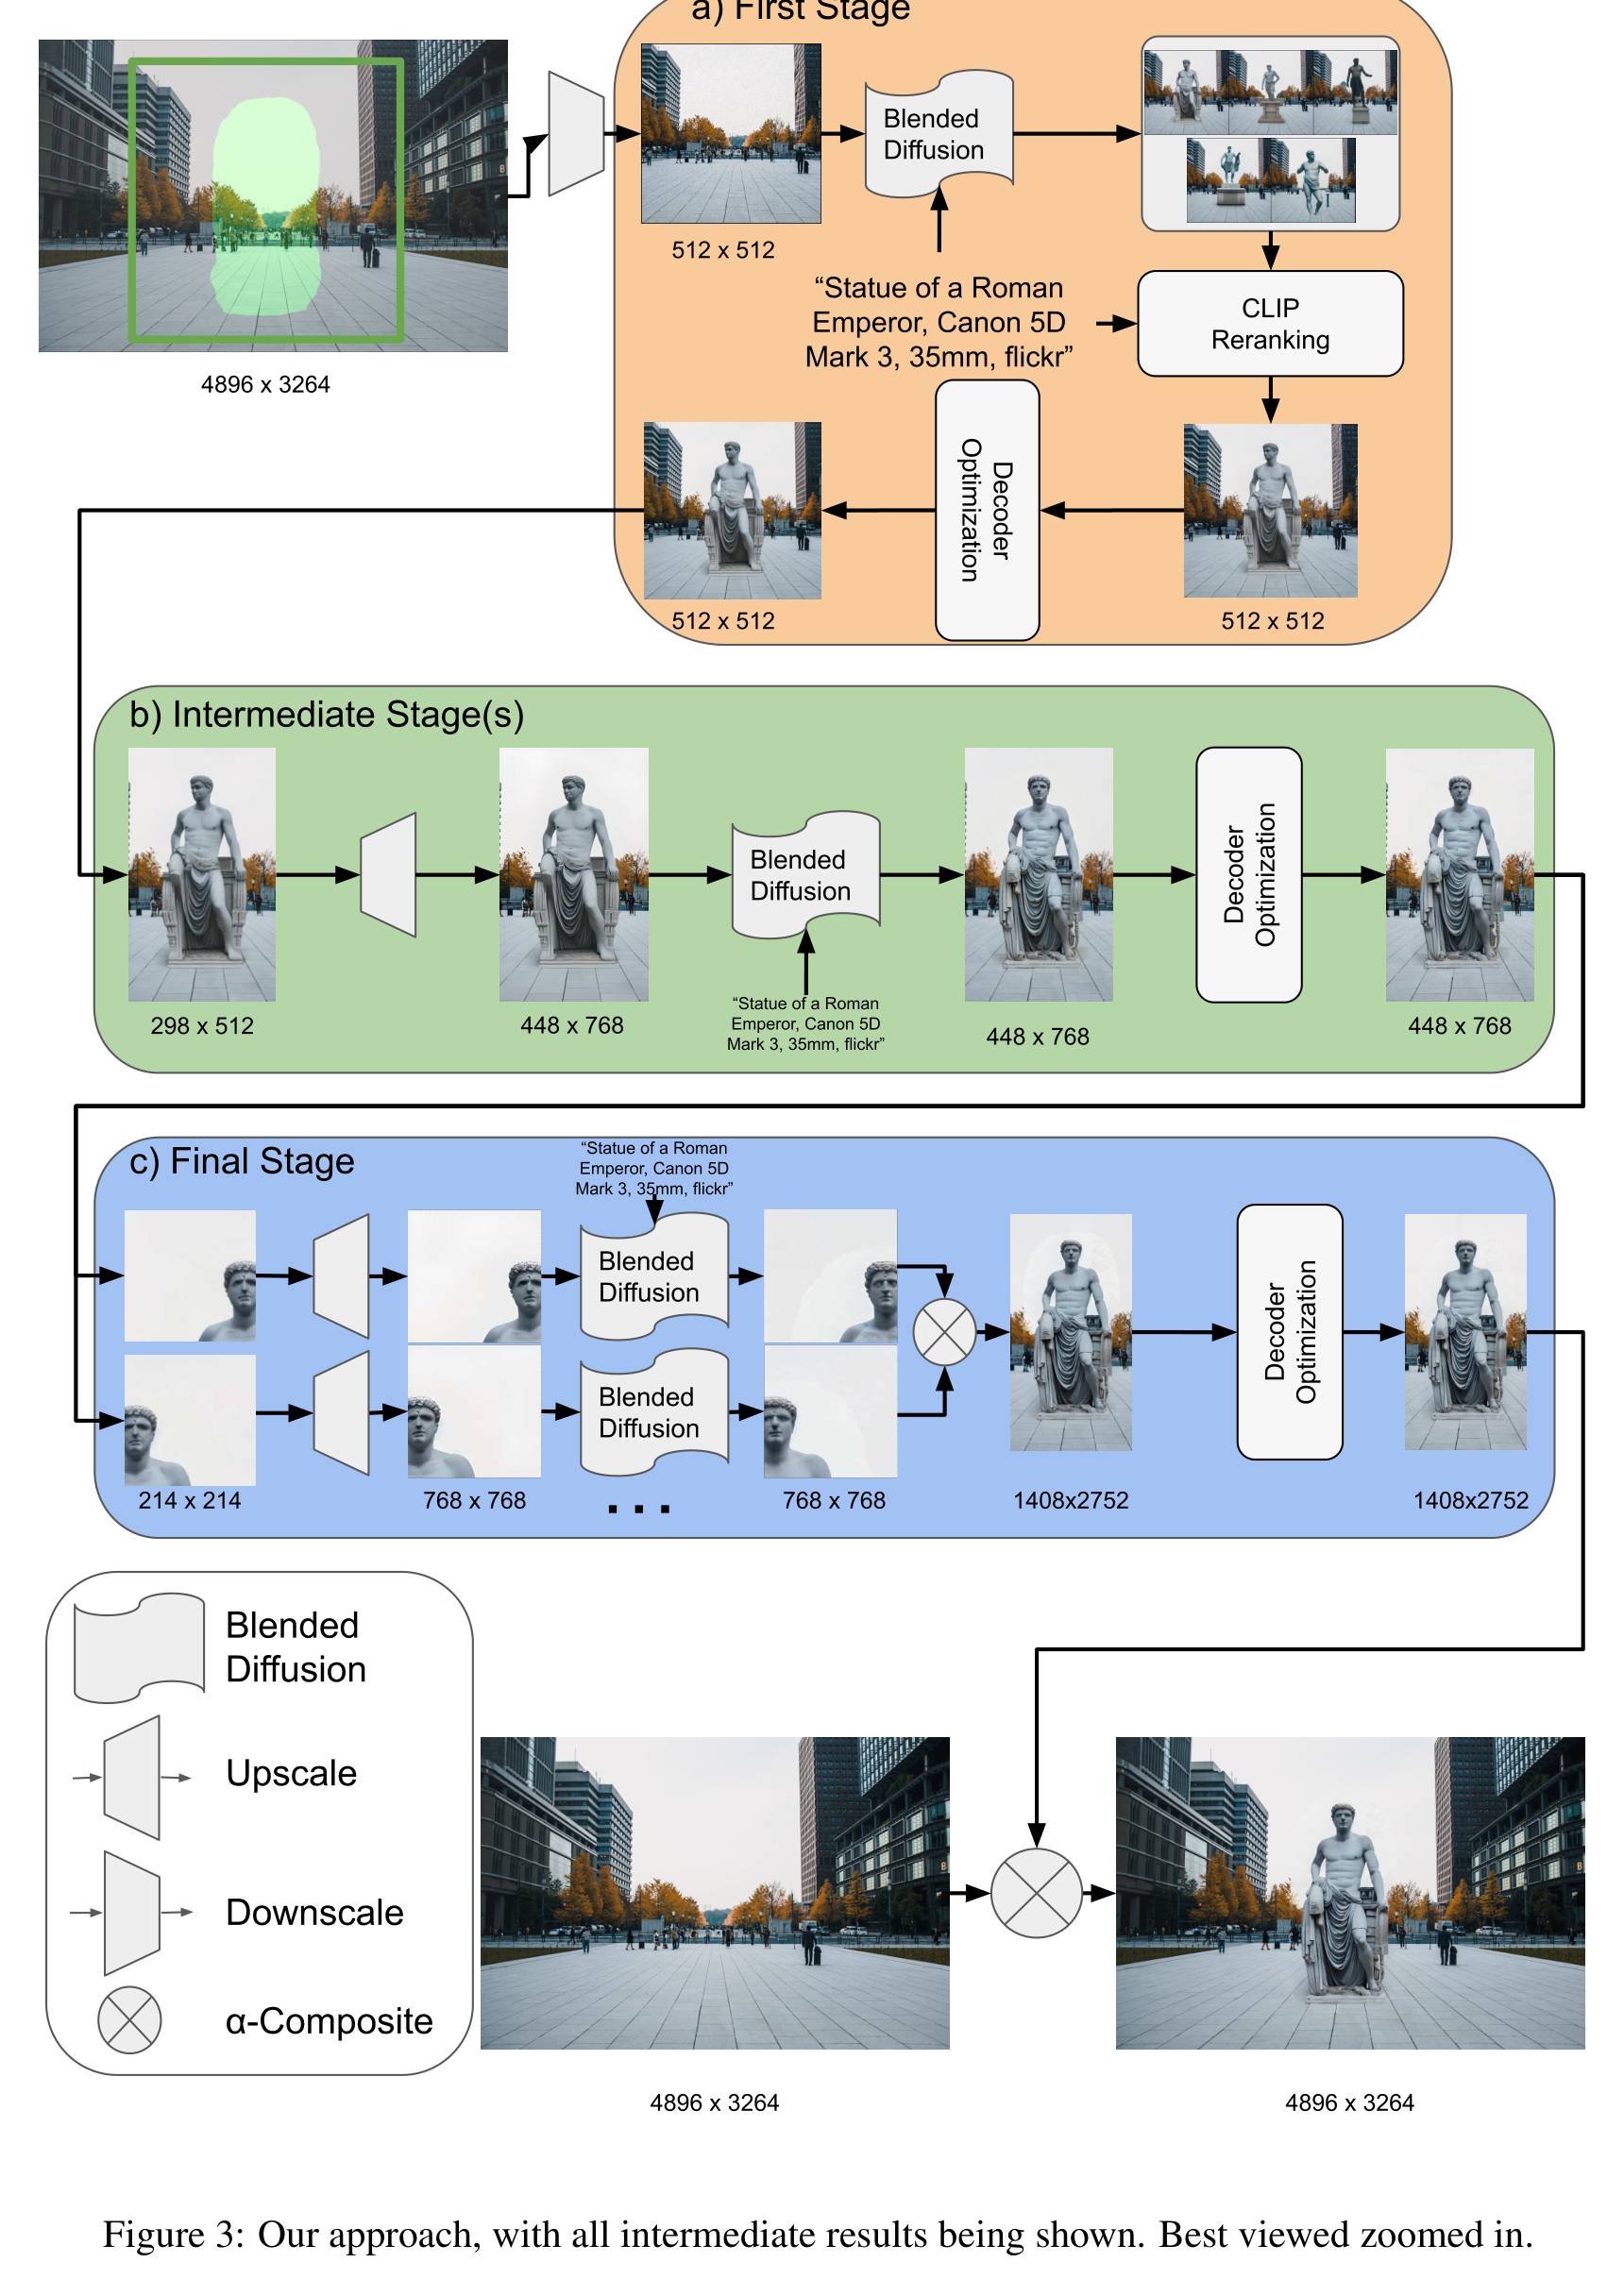 a) First Stage
4896 x 3264
512 x 512
Blended
Diffusion
“Statue of a Roman
Emperor, Canon 5D
Mark 3, 35mm, flickr”
CLIP
Reranking
512 x 512
Decoder
Optimization
512 x 512
b) Intermediate Stage(s)
298 x 512
448 x 768
Blended
Diffusion
“Statue of a Roman
Emperor, Canon 5D
Mark 3, 35mm, flickr”
448 x 768
Decoder
Optimization
448 x 768
c) Final Stage
“Statue of a Roman
Emperor, Canon 5D
Mark 3, 35mm, flickr”
Blended
Diffusion
Blended
Diffusion
Decoder
Optimization
214 x 214
768 x 768
...
768 x 768
1408x2752
1408x2752
Blended
Diffusion
Upscale
Downscale
α-Composite
4896 x 3264
4896 x 3264
Figure 3: Our approach, with all intermediate results being shown. Best viewed zoomed in.